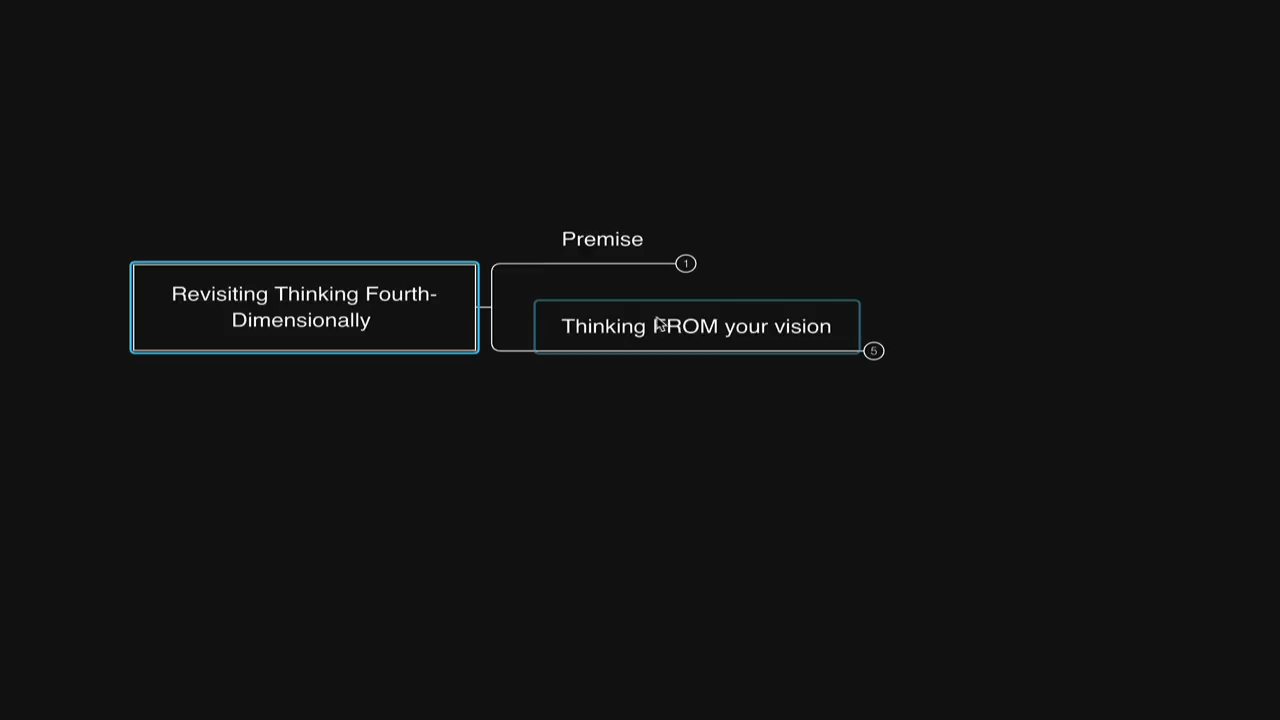 Premise
1
Revisiting Thinking Fourth-
Dimensionally
Thinking FROM your vision
5